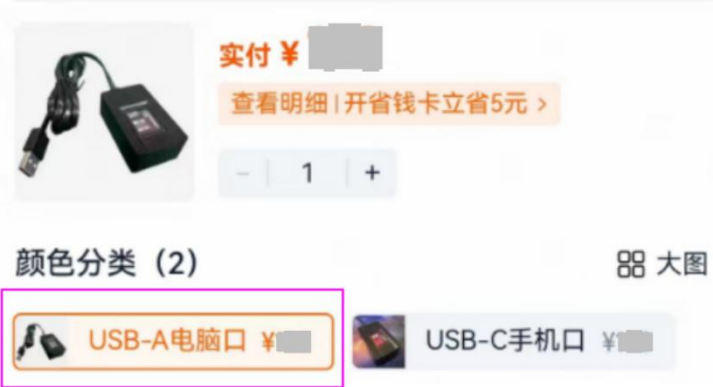 实付 ¥
查看明细|开省钱卡立省5元 >
− 1 +
颜色分类（2）
大图
USB-A电脑口 ¥
USB-C手机口 ¥